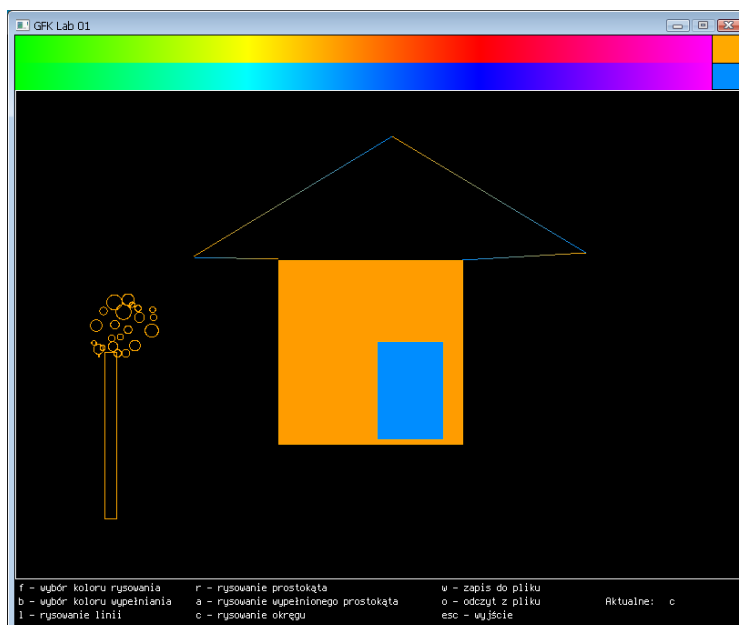 GFK Lab 01
f - wybór koloru rysowania r - rysowanie prostokąta w - zapis do pliku
b - wybór koloru wypełniania a - rysowanie wypełnionego prostokąta o - odczyt z pliku Aktualne: c
l - rysowanie linii c - rysowanie okręgu esc - wyjście